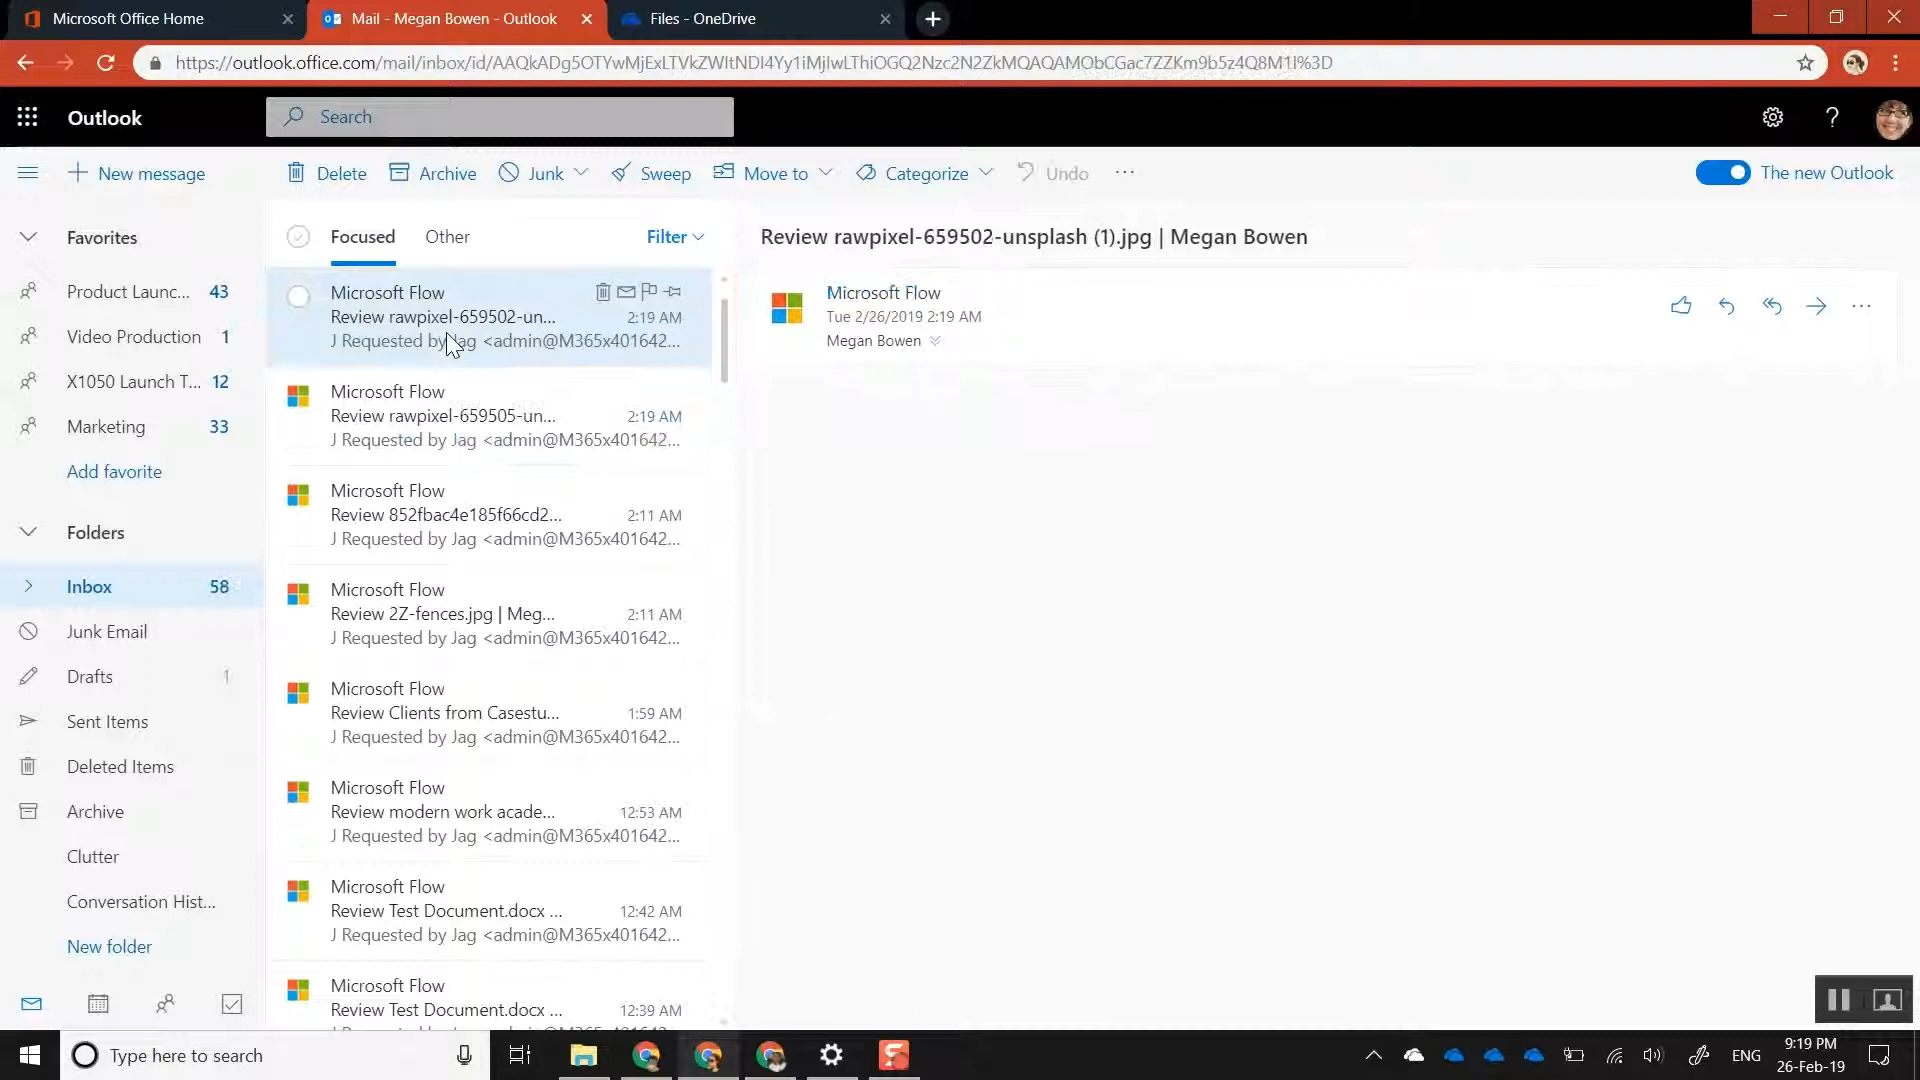 Microsoft Office Home
Mail - Megan Bowen - Outlook
Files - OneDrive
Outlook
Search
New message
Delete
Archive
Junk
Sweep
Move to
Categorize
Undo
The new Outlook
Favorites
Product Launc... 43
Video Production 1
X1050 Launch T... 12
Marketing 33
Add favorite
Folders
Inbox 58
Junk Email
Drafts 1
Sent Items
Deleted Items
Archive
Clutter
Conversation Hist...
New folder
Focused
Other
Filter
Microsoft Flow
Review rawpixel-659502-un... 2:19 AM
J Requested by Jag <admin@M365x401642...
Microsoft Flow
Review rawpixel-659505-un... 2:19 AM
J Requested by Jag <admin@M365x401642...
Microsoft Flow
Review 852fbac4e185f66cd2... 2:11 AM
J Requested by Jag <admin@M365x401642...
Microsoft Flow
Review 2Z-fences.jpg | Meg... 2:11 AM
J Requested by Jag <admin@M365x401642...
Microsoft Flow
Review Clients from Casestu... 1:59 AM
J Requested by Jag <admin@M365x401642...
Microsoft Flow
Review modern work acade... 12:53 AM
J Requested by Jag <admin@M365x401642...
Microsoft Flow
Review Test Document.docx ... 12:42 AM
J Requested by Jag <admin@M365x401642...
Microsoft Flow
Review Test Document.docx ... 12:39 AM
Review rawpixel-659502-unsplash (1).jpg | Megan Bowen
Microsoft Flow
Tue 2/26/2019 2:19 AM
Megan Bowen
Type here to search
ENG
9:19 PM
26-Feb-19